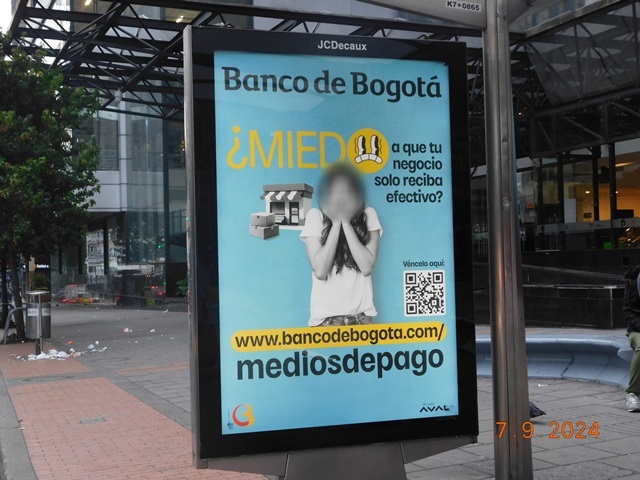 K7+0865
JCDecaux
Banco de Bogotá
¿MIEDO
a que tu
negocio
solo reciba
efectivo?
Véncelo aquí:
www.bancodebogota.com/
mediosdepago
AVAL
7.9.2024